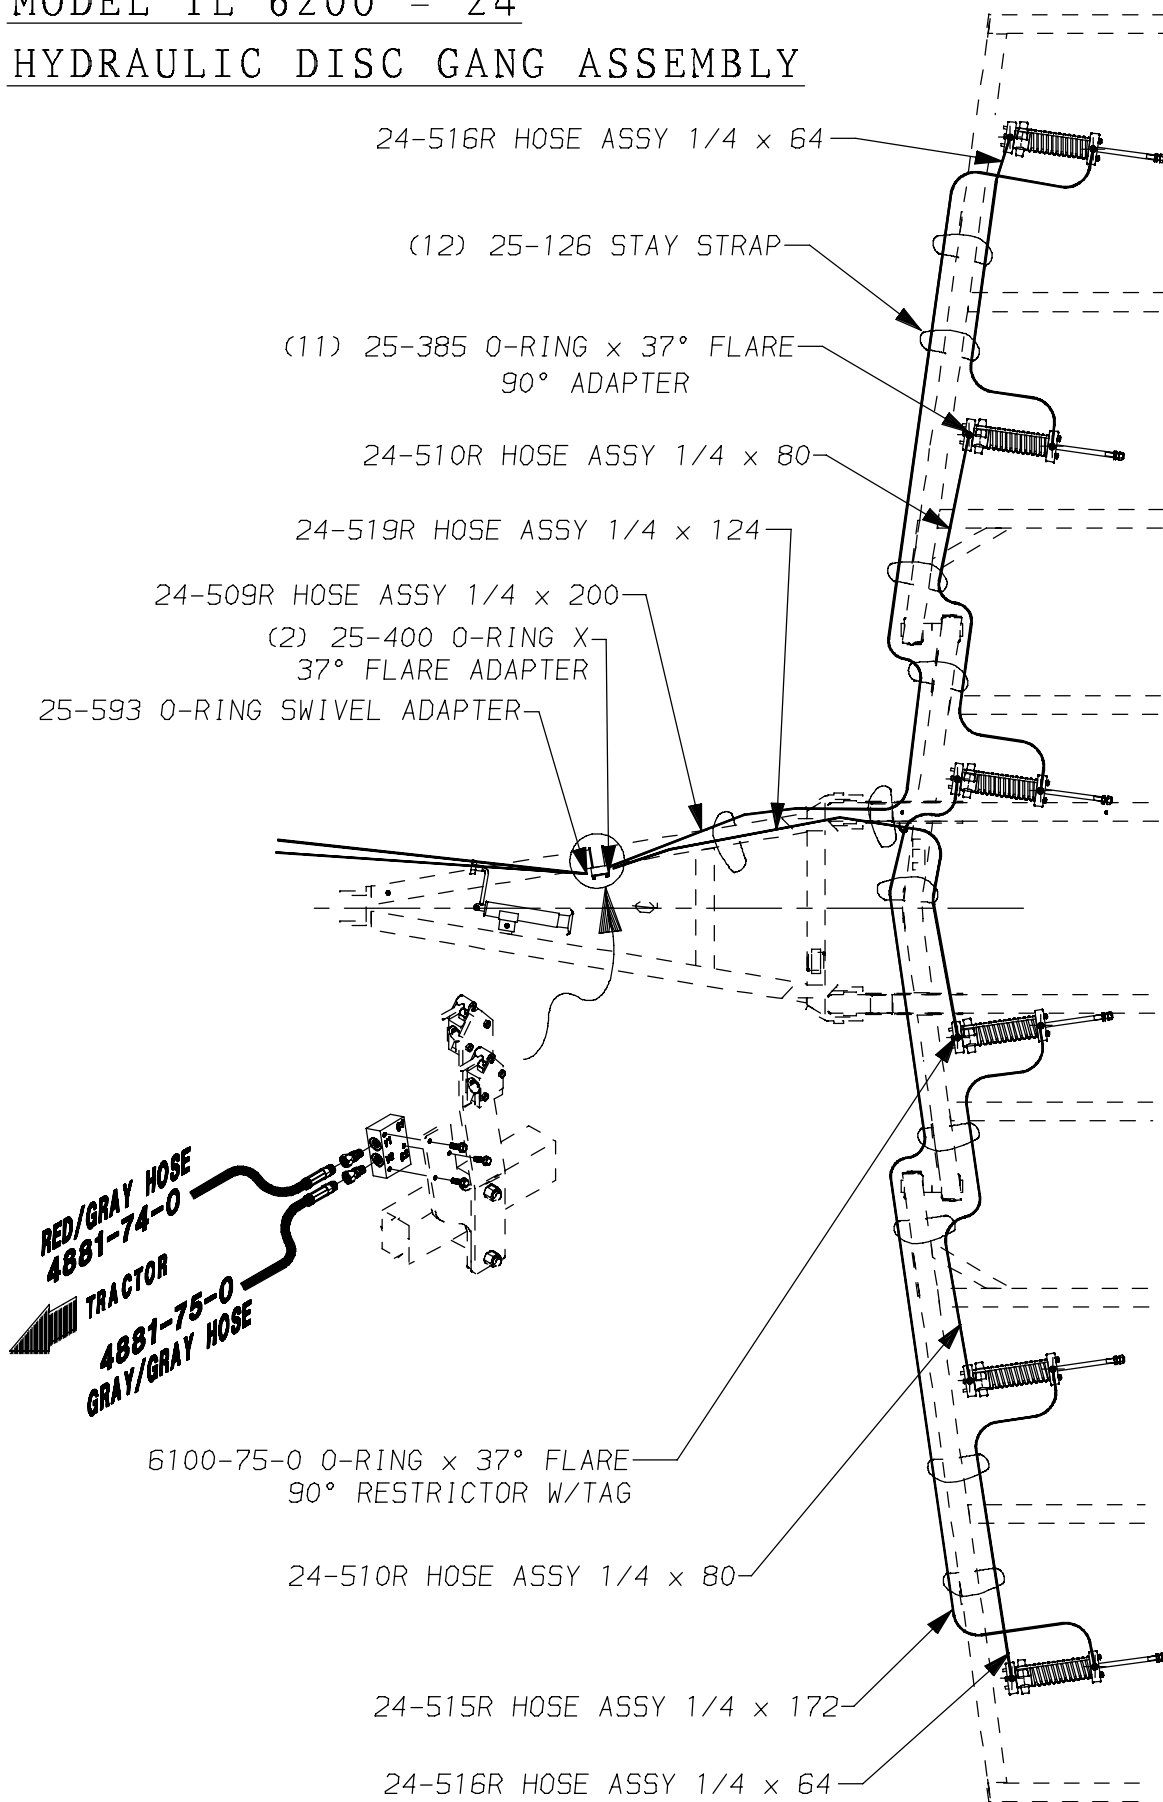 MODEL TL 6200 - 24
HYDRAULIC DISC GANG ASSEMBLY
24-516R HOSE ASSY 1/4 x 64
(12) 25-126 STAY STRAP
(11) 25-385 O-RING x 37° FLARE
90° ADAPTER
24-510R HOSE ASSY 1/4 x 80
24-519R HOSE ASSY 1/4 x 124
24-509R HOSE ASSY 1/4 x 200
(2) 25-400 O-RING X
37° FLARE ADAPTER
25-593 O-RING SWIVEL ADAPTER
RED/GRAY HOSE
4881-74-0
TRACTOR
4881-75-0
GRAY/GRAY HOSE
6100-75-0 O-RING x 37° FLARE
90° RESTRICTOR W/TAG
24-510R HOSE ASSY 1/4 x 80
24-515R HOSE ASSY 1/4 x 172
24-516R HOSE ASSY 1/4 x 64